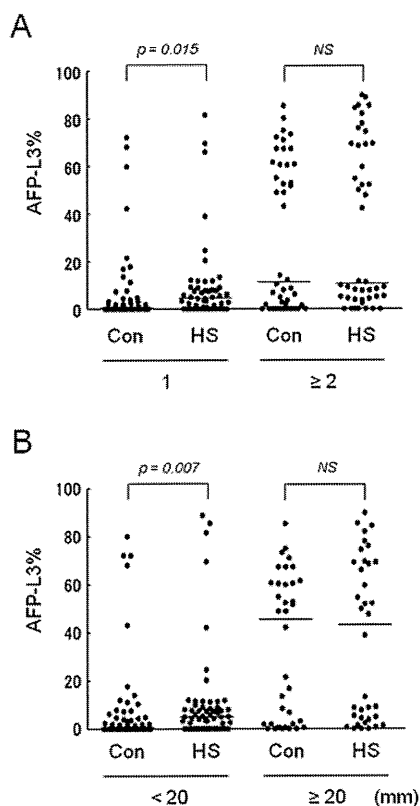 A
p = 0.015
NS
AFP-L3%
100
80
60
40
20
0
Con HS Con HS
1 ≥ 2
B
p = 0.007
NS
AFP-L3%
100
80
60
40
20
0
Con HS Con HS
< 20 ≥ 20 (mm)